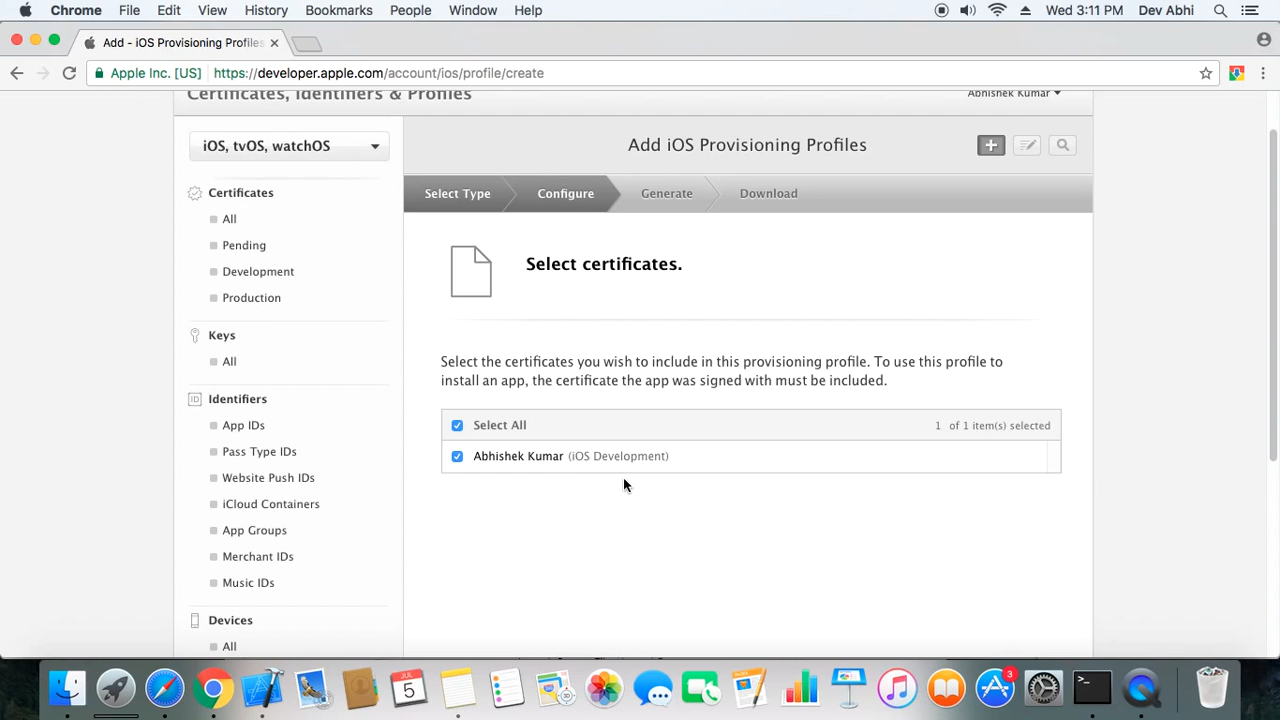 Chrome File Edit View History Bookmarks People Window Help Wed 3:11 PM Dev Abhi
Add - iOS Provisioning Profiles
Apple Inc. [US] https://developer.apple.com/account/ios/profile/create
Certificates, Identifiers & Profiles Abhishek Kumar
iOS, tvOS, watchOS
Add iOS Provisioning Profiles
Select Type Configure Generate Download
Certificates
All
Pending
Development
Production
Keys
All
ID Identifiers
App IDs
Pass Type IDs
Website Push IDs
iCloud Containers
App Groups
Merchant IDs
Music IDs
Devices
All
Select certificates.
Select the certificates you wish to include in this provisioning profile. To use this profile to
install an app, the certificate the app was signed with must be included.
Select All 1 of 1 item(s) selected
Abhishek Kumar (iOS Development)
JUL
5
3